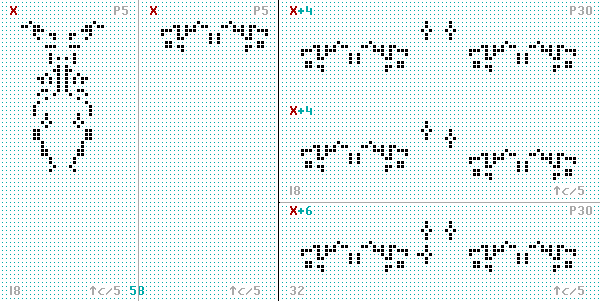 X P5
X P5
X+4 P30
X+4
18 ↑c/5
X+6 P30
18 ↑c/5
58 ↑c/5
32 ↑c/5